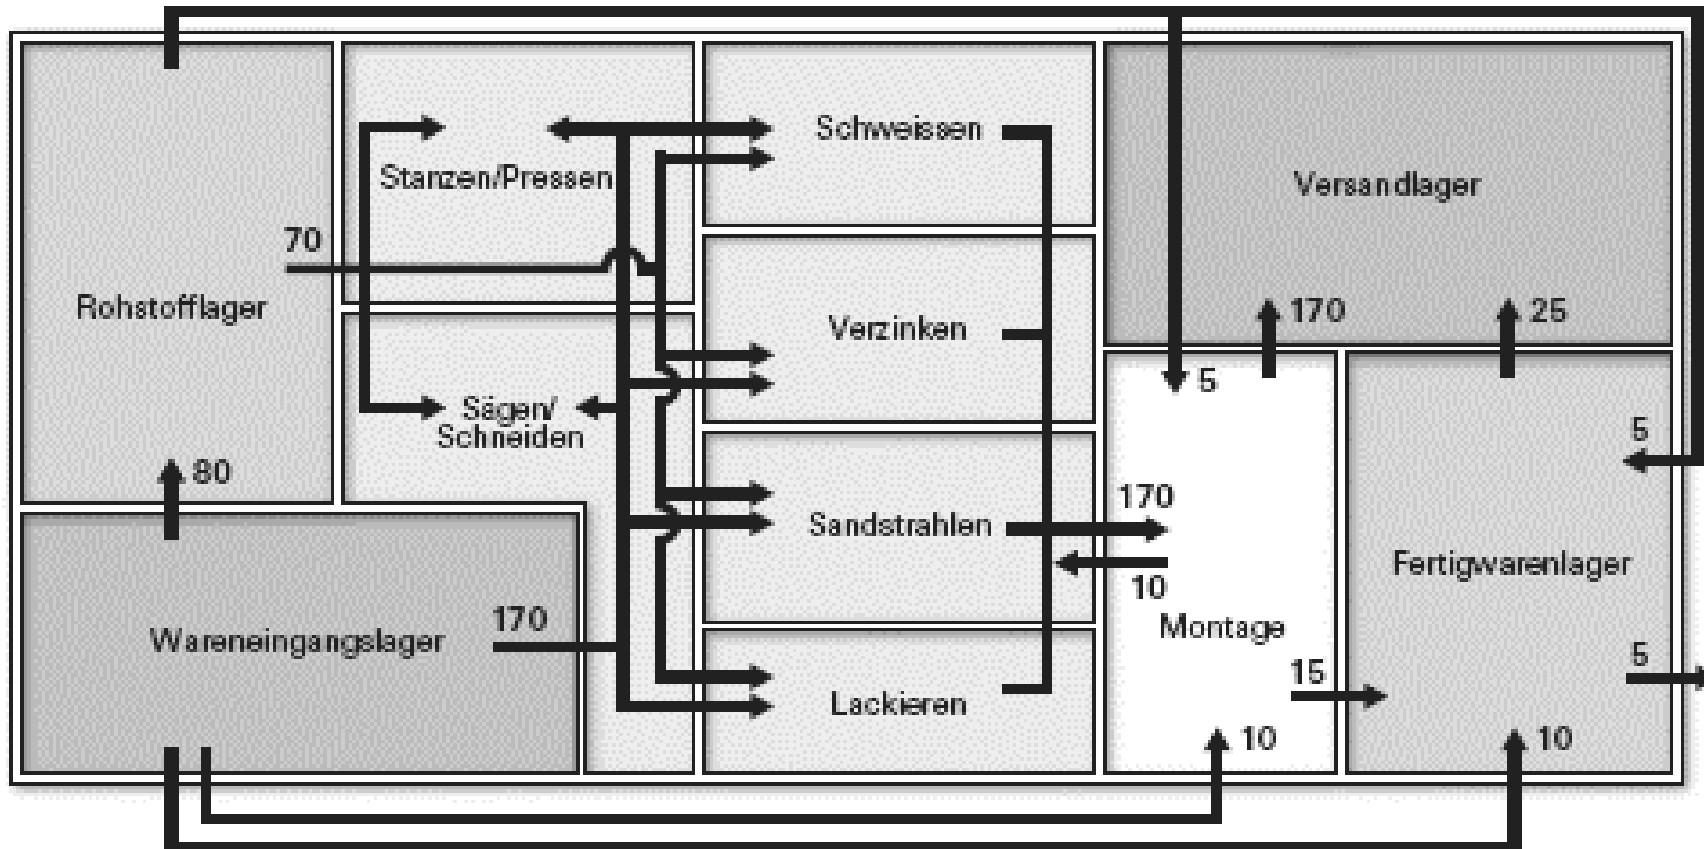 Schweissen
Stanzen/Pressen
Versandlager
70
Rohstofflager
170
25
Verzinken
5
Sägen/
Schneiden
5
80
170
Sandstrahlen
10
Fertigwarenlager
170
Wareneingangslager
Montage
5
15
Lackieren
10
10